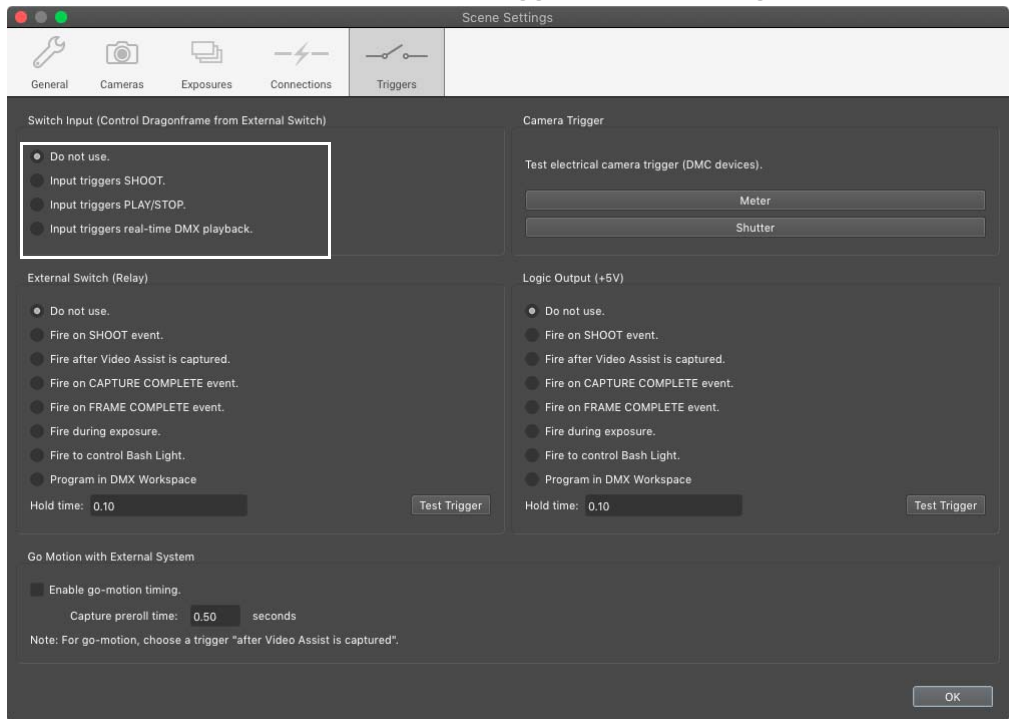 Scene Settings
General
Cameras
Exposures
Connections
Triggers
Switch Input (Control Dragonframe from External Switch)
Do not use.
Input triggers SHOOT.
Input triggers PLAY/STOP.
Input triggers real-time DMX playback.
Camera Trigger
Test electrical camera trigger (DMC devices).
Meter
Shutter
External Switch (Relay)
Do not use.
Fire on SHOOT event.
Fire after Video Assist is captured.
Fire on CAPTURE COMPLETE event.
Fire on FRAME COMPLETE event.
Fire during exposure.
Fire to control Bash Light.
Program in DMX Workspace
Hold time: 0.10 Test Trigger
Logic Output (+5V)
Do not use.
Fire on SHOOT event.
Fire after Video Assist is captured.
Fire on CAPTURE COMPLETE event.
Fire on FRAME COMPLETE event.
Fire during exposure.
Fire to control Bash Light.
Program in DMX Workspace
Hold time: 0.10 Test Trigger
Go Motion with External System
Enable go-motion timing.
Capture preroll time: 0.50 seconds
Note: For go-motion, choose a trigger "after Video Assist is captured".
OK